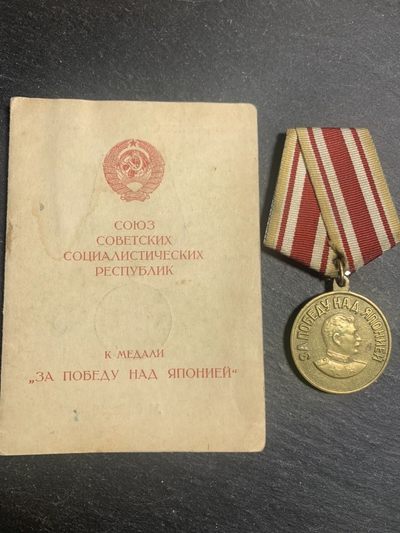 СОЮЗ
СОВЕТСКИХ
СОЦИАЛИСТИЧЕСКИХ
РЕСПУБЛИК
К МЕДАЛИ
„ЗА ПОБЕДУ НАД ЯПОНИЕЙ“
ЗА ПОБЕДУ НАД ЯПОНИЕЙ